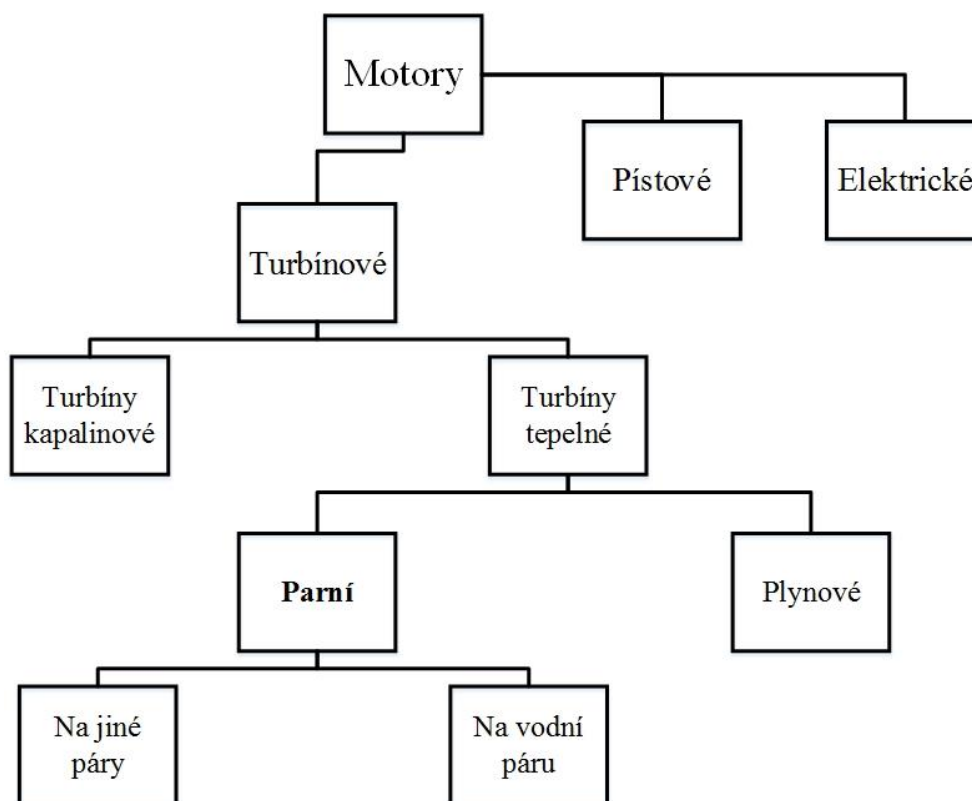 Motory
Pístové
Elektrické
Turbínové
Turbíny
kapalinové
Turbíny
tepelné
Parní
Plynové
Na jiné
páry
Na vodní
páru